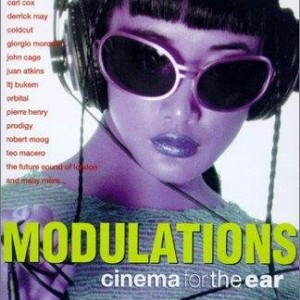 carl cox
derrick may
coldcut
giorgio moroder
john cage
juan atkins
ltj bukem
orbital
pierre henry
prodigy
robert moog
teo macero
the future sound of london
and many more...
MODULATIONS
cinema for the ear